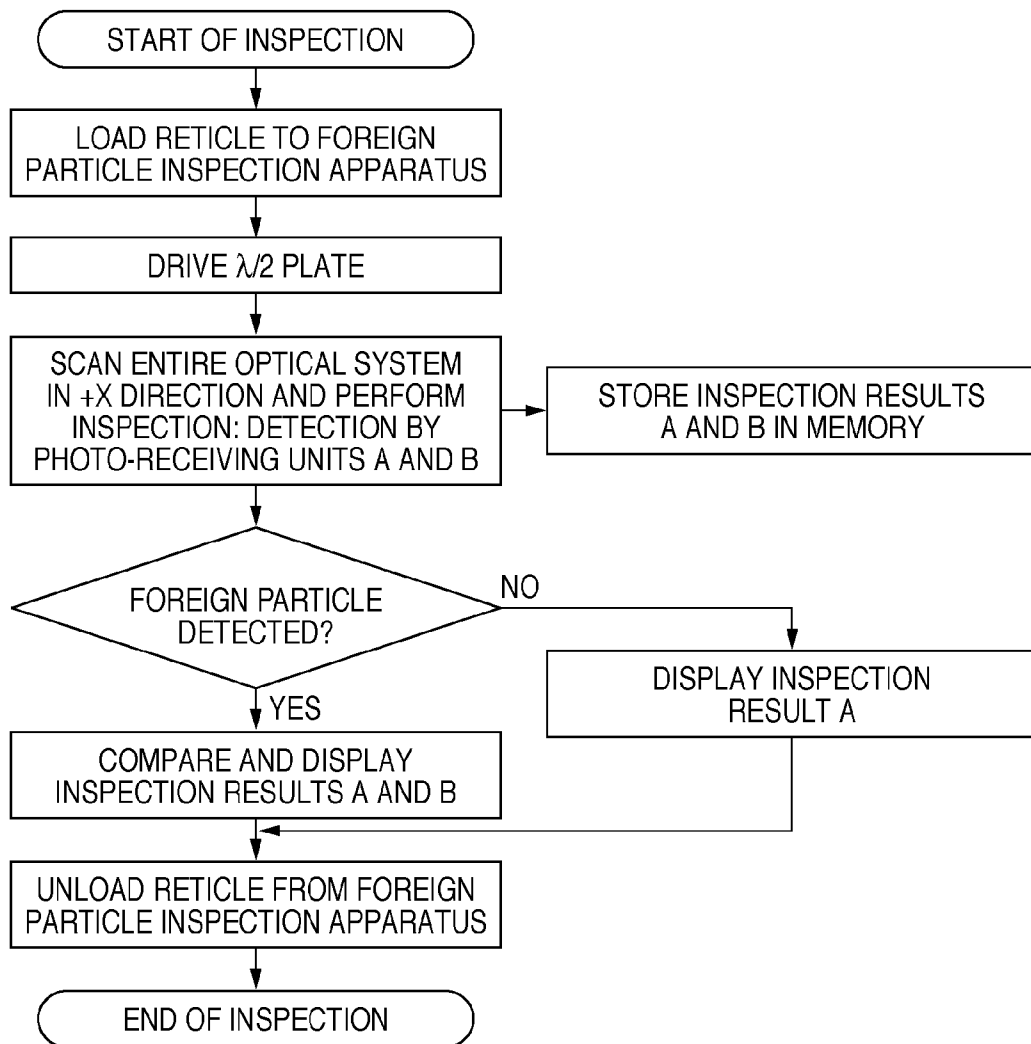 START OF INSPECTION
LOAD RETICLE TO FOREIGN
PARTICLE INSPECTION APPARATUS
DRIVE λ/2 PLATE
SCAN ENTIRE OPTICAL SYSTEM
IN +X DIRECTION AND PERFORM
INSPECTION: DETECTION BY
PHOTO-RECEIVING UNITS A AND B
STORE INSPECTION RESULTS
A AND B IN MEMORY
FOREIGN PARTICLE
DETECTED?
NO
DISPLAY INSPECTION
RESULT A
YES
COMPARE AND DISPLAY
INSPECTION RESULTS A AND B
UNLOAD RETICLE FROM FOREIGN
PARTICLE INSPECTION APPARATUS
END OF INSPECTION